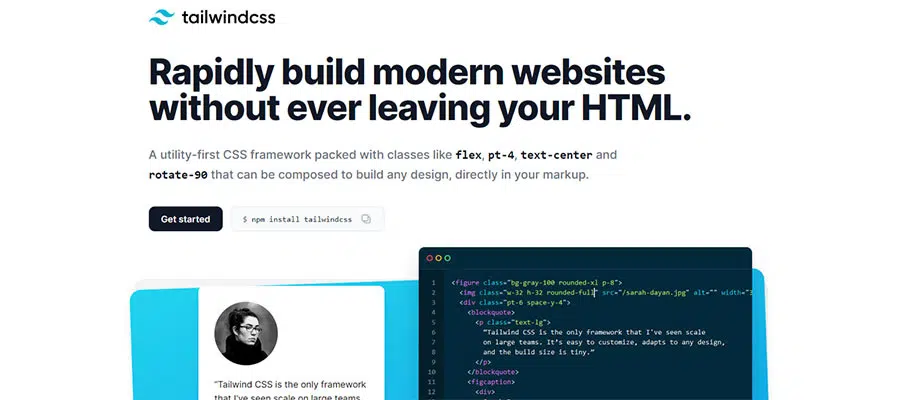 tailwindcss
Rapidly build modern websites
without ever leaving your HTML.
A utility-first CSS framework packed with classes like flex, pt-4, text-center and
rotate-90 that can be composed to build any design, directly in your markup.
Get started
$ npm install tailwindcss
"Tailwind CSS is the only framework
that I've seen scale on large teams.
1 <figure class="bg-gray-100 rounded-xl p-8">
2 <img class="w-32 h-32 rounded-full" src="/sarah-dayan.jpg" alt="" width="3
3 <div class="pt-6 space-y-4">
4 <blockquote>
5 <p class="text-lg">
6 “Tailwind CSS is the only framework that I've seen scale
7 on large teams. It's easy to customize, adapts to any design,
8 and the build size is tiny.”
9 </p>
10 </blockquote>
11 <figcaption>
12 <div>